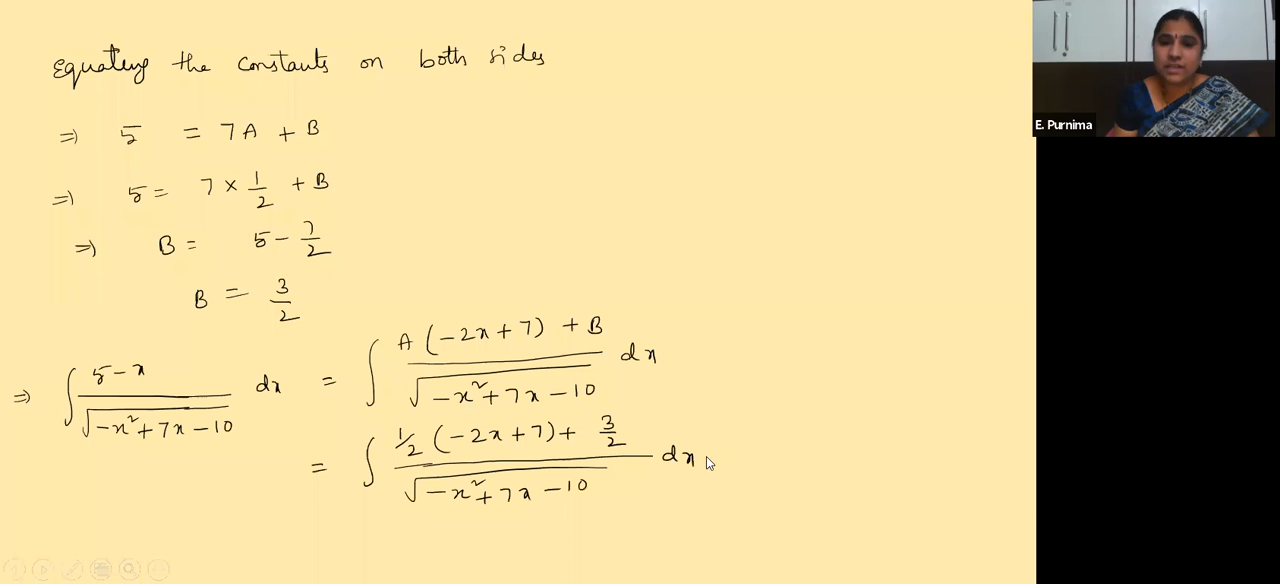 Equating the constants on both sides
⇒ 5 = 7A + B
⇒ 5 = 7 × 1/2 + B
⇒ B = 5 - 7/2
B = 3/2
⇒ ∫ 5-x / √(-x²+7x-10) dx = ∫ A(-2x+7) + B / √(-x²+7x-10) dx
= ∫ 1/2 (-2x+7) + 3/2 / √(-x²+7x-10) dx
E. Purnima